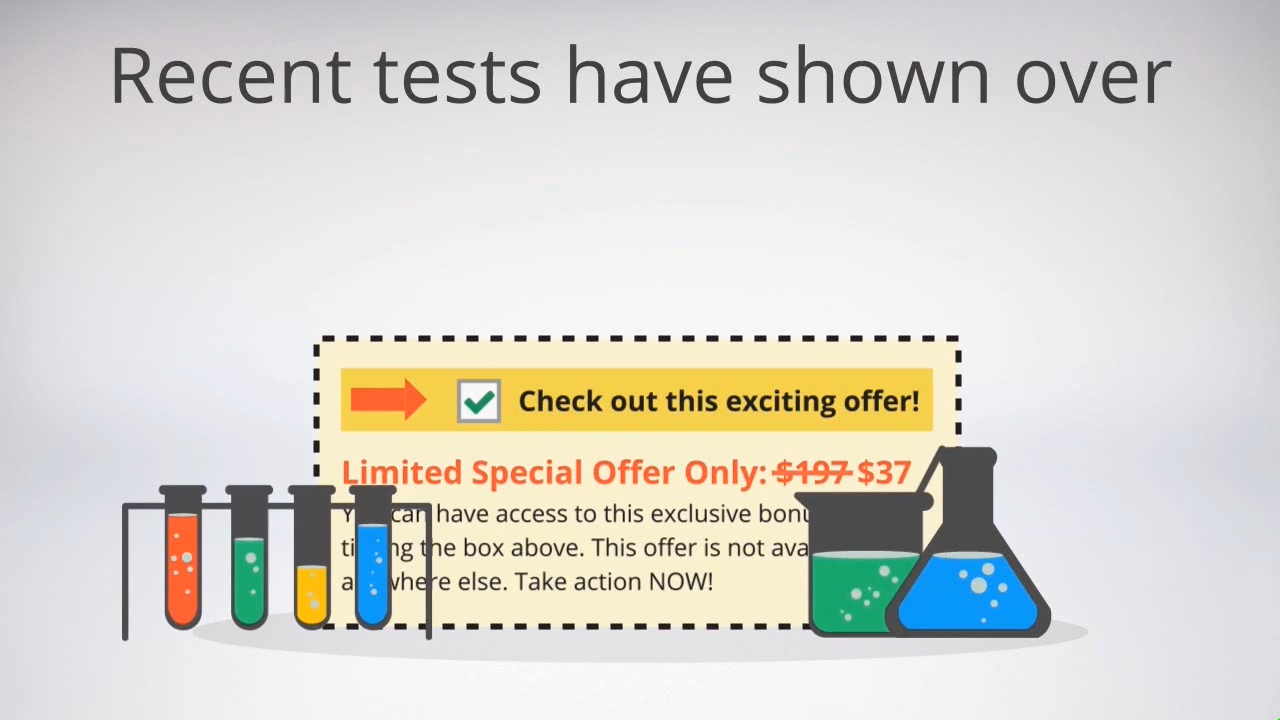 Recent tests have shown over
Check out this exciting offer!
Limited Special Offer Only: $197 $37
can have access to this exclusive
the box above. This offer is not
else. Take action NOW!